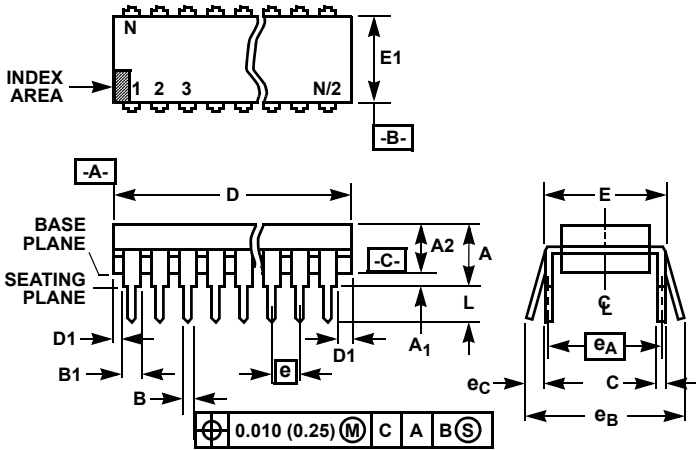 N
E1
INDEX
AREA
1 2 3 N/2
-B-
-A-
D
E
BASE
PLANE
A2
A
-C-
SEATING
PLANE
L
C
L
D1
A1
D1
eA
B1
e
eC
C
B
eB
0.010 (0.25) M C A B S